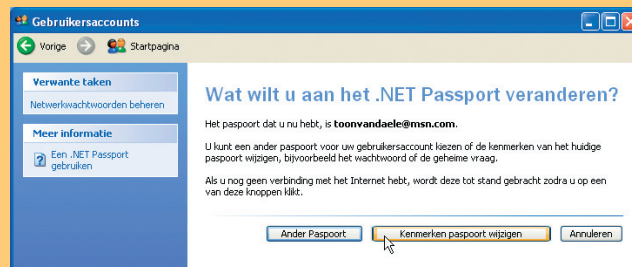 Gebruikersaccounts
Vorige
Startpagina
Verwante taken
Netwerkwachtwoorden beheren
Meer informatie
Een .NET Passport
gebruiken
Wat wilt u aan het .NET Passport veranderen?
Het paspoort dat u nu hebt, is toonvandaele@msn.com.
U kunt een ander paspoort voor uw gebruikersaccount kiezen of de kenmerken van het huidige
paspoort wijzigen, bijvoorbeeld het wachtwoord of de geheime vraag.
Als u nog geen verbinding met het Internet hebt, wordt deze tot stand gebracht zodra u op een
van deze knoppen klikt.
Ander Paspoort
Kenmerken paspoort wijzigen
Annuleren